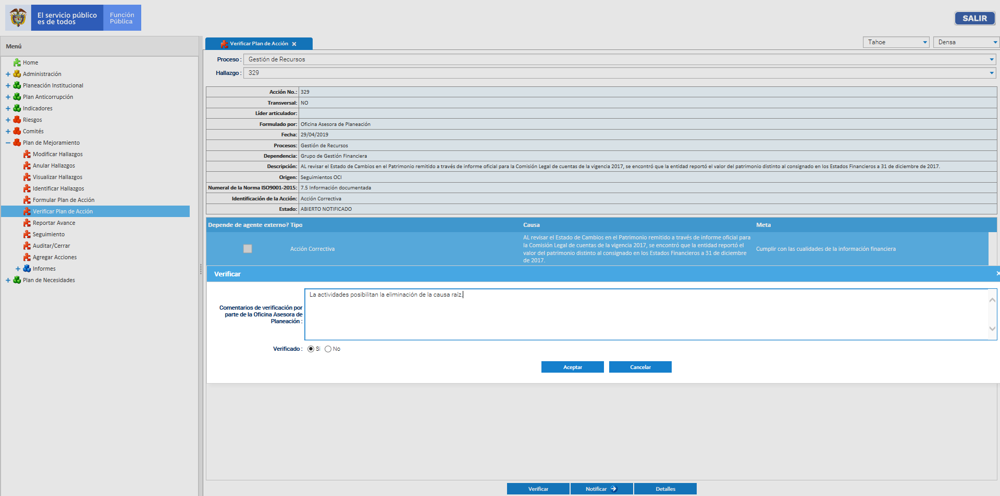 El servicio público
es de todos
Función
Pública
SALIR
Menú
Home
Administración
Planeación Institucional
Plan Anticorrupción
Indicadores
Riesgos
Comités
Plan de Mejoramiento
Modificar Hallazgos
Anular Hallazgos
Visualizar Hallazgos
Identificar Hallazgos
Formular Plan de Acción
Verificar Plan de Acción
Reportar Avance
Seguimiento
Auditar/Cerrar
Agregar Acciones
Informes
Plan de Necesidades
Verificar Plan de Acción
Tahoe
Densa
Proceso : Gestión de Recursos
Hallazgo : 329
Acción No.: 329
Transversal: NO
Líder articulador:
Formulado por: Oficina Asesora de Planeación
Fecha: 29/04/2019
Procesos: Gestión de Recursos
Dependencia: Grupo de Gestión Financiera
Descripción: AL revisar el Estado de Cambios en el Patrimonio remitido a través de informe oficial para la Comisión Legal de cuentas de la vigencia 2017, se encontró que la entidad reportó el valor del patrimonio distinto al consignado en los Estados Financieros a 31 de diciembre de 2017.
Origen: Seguimientos OCI
Numeral de la Norma ISO9001-2015: 7.5 Información documentada
Identificación de la Acción: Acción Correctiva
Estado: ABIERTO NOTIFICADO
Depende de agente externo? Tipo Causa Meta
Acción Correctiva
AL revisar el Estado de Cambios en el Patrimonio remitido a través de informe oficial para
la Comisión Legal de cuentas de la vigencia 2017, se encontró que la entidad reportó el
valor del patrimonio distinto al consignado en los Estados Financieros a 31 de diciembre
de 2017.
Cumplir con las cualidades de la información financiera
Verificar
Comentarios de verificación por
parte de la Oficina Asesora de
Planeación :
La actividades posibilitan la eliminación de la causa raíz.
Verificado : Si No
Aceptar
Cancelar
Verificar
Notificar
Detalles